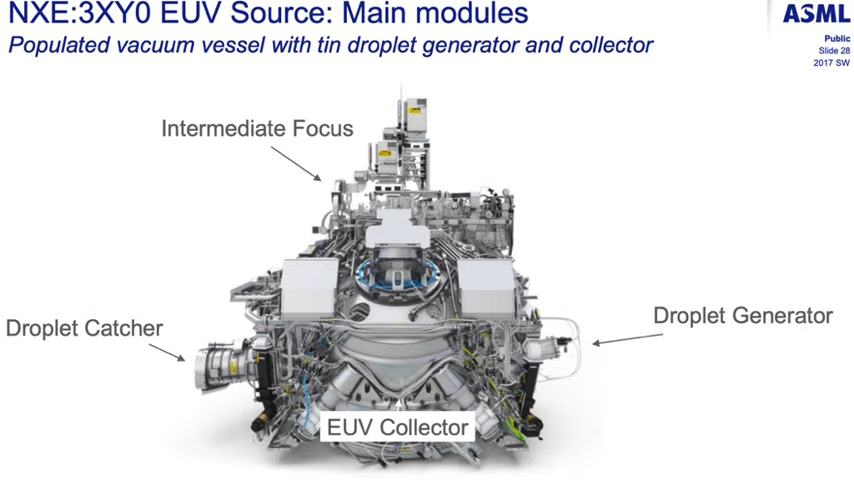 NXE:3XY0 EUV Source: Main modules
Populated vacuum vessel with tin droplet generator and collector
ASML
Public
Slide 28
2017 SW
Intermediate Focus
Droplet Catcher
Droplet Generator
EUV Collector